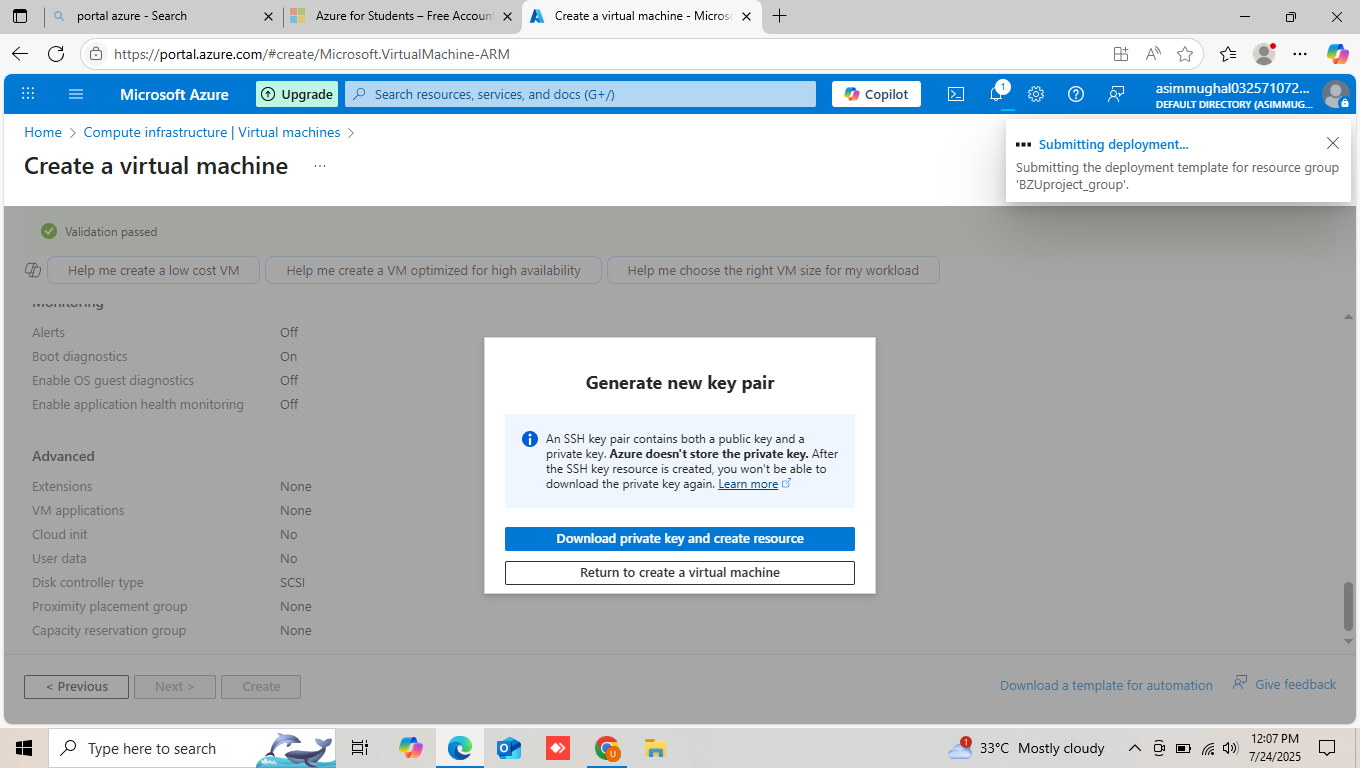 portal azure - Search
Azure for Students – Free Account
Create a virtual machine - Microso
https://portal.azure.com/#create/Microsoft.VirtualMachine-ARM
Microsoft Azure
Upgrade
Search resources, services, and docs (G+/)
Copilot
1
asimmughal032571072...
DEFAULT DIRECTORY (ASIMMUG...
Home > Compute infrastructure | Virtual machines >
Create a virtual machine ...
Submitting deployment...
Submitting the deployment template for resource group
'BZUproject_group'.
Validation passed
Help me create a low cost VM
Help me create a VM optimized for high availability
Help me choose the right VM size for my workload
Monitoring
Alerts Off
Boot diagnostics On
Enable OS guest diagnostics Off
Enable application health monitoring Off
Advanced
Extensions None
VM applications None
Cloud init No
User data No
Disk controller type SCSI
Proximity placement group None
Capacity reservation group None
Generate new key pair
An SSH key pair contains both a public key and a
private key. Azure doesn't store the private key. After
the SSH key resource is created, you won't be able to
download the private key again. Learn more
Download private key and create resource
Return to create a virtual machine
< Previous
Next >
Create
Download a template for automation
Give feedback
Type here to search
1
33°C Mostly cloudy
12:07 PM
7/24/2025